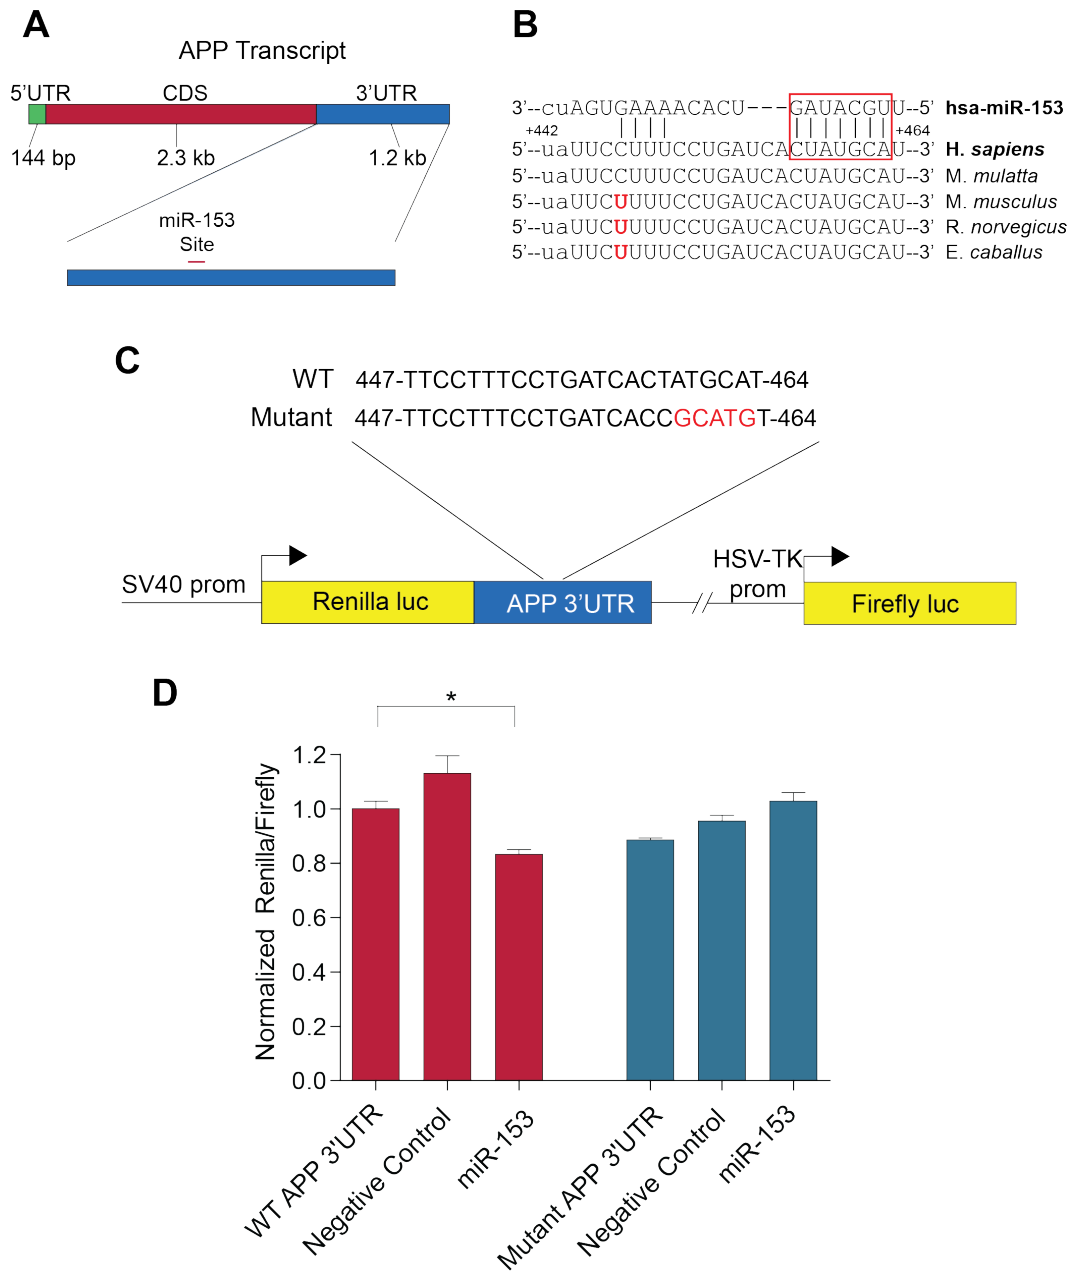 A
APP Transcript
5'UTR CDS 3'UTR
144 bp 2.3 kb 1.2 kb
miR-153
Site
B
3'--cuAGUGAAAACACU---GAUACGUU--5' hsa-miR-153
+442 +464
5'--uaUUCCUUUCCUGAUCACUAUGCAU--3' H. sapiens
5'--uaUUCCUUUCCUGAUCACUAUGCAU--3' M. mulatta
5'--uaUUCUUUUCCUGAUCACUAUGCAU--3' M. musculus
5'--uaUUCUUUUCCUGAUCACUAUGCAU--3' R. norvegicus
5'--uaUUCUUUUCCUGAUCACUAUGCAU--3' E. caballus
C
WT 447-TTCCTTTCCTGATCACTATGCAT-464
Mutant 447-TTCCTTTCCTGATCACCGCATGT-464
SV40 prom
Renilla luc
APP 3'UTR
HSV-TK
prom
Firefly luc
D
*
Normalized Renilla/Firefly
1.2
1.0
0.8
0.6
0.4
0.2
0.0
WT APP 3'UTR
Negative Control
miR-153
Mutant APP 3'UTR
Negative Control
miR-153